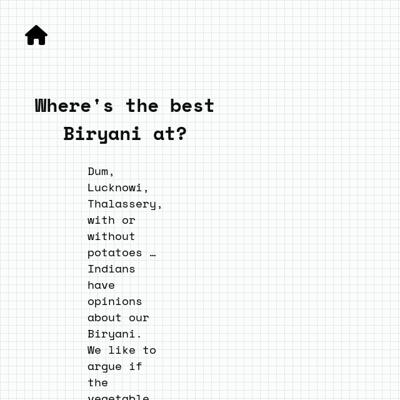 Where's the best
Biryani at?
Dum,
Lucknowi,
Thalassery,
with or
without
potatoes …
Indians
have
opinions
about our
Biryani.
We like to
argue if
the
vegetable